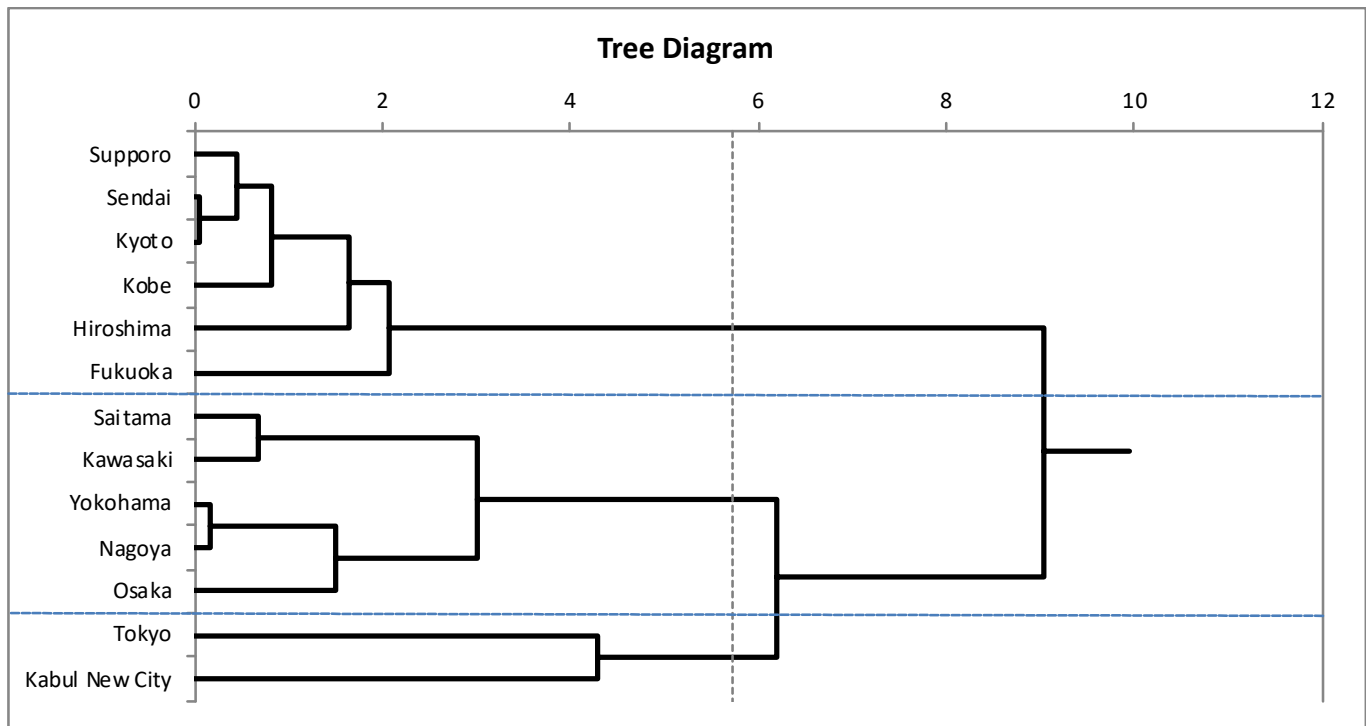 Tree Diagram
0 2 4 6 8 10 12
Supporo
Sendai
Kyoto
Kobe
Hiroshima
Fukuoka
Saitama
Kawasaki
Yokohama
Nagoya
Osaka
Tokyo
Kabul New City